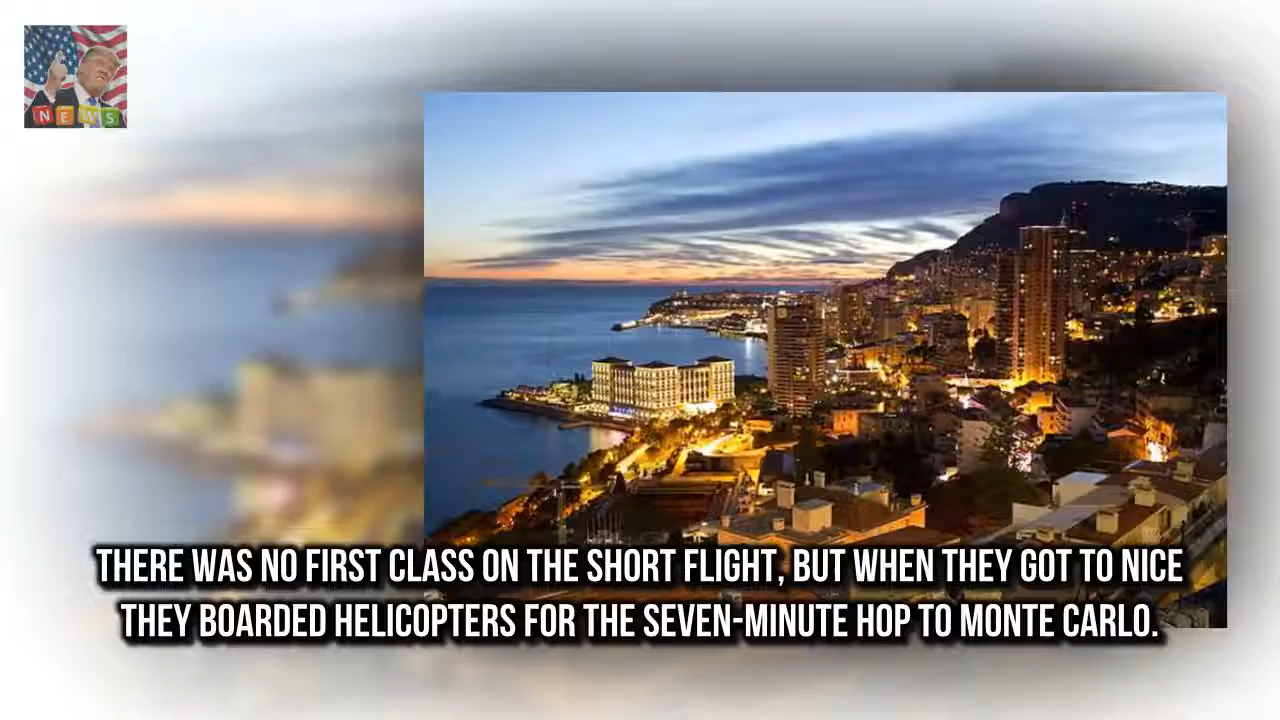 NEWS
THERE WAS NO FIRST CLASS ON THE SHORT FLIGHT, BUT WHEN THEY GOT TO NICE
THEY BOARDED HELICOPTERS FOR THE SEVEN-MINUTE HOP TO MONTE CARLO.